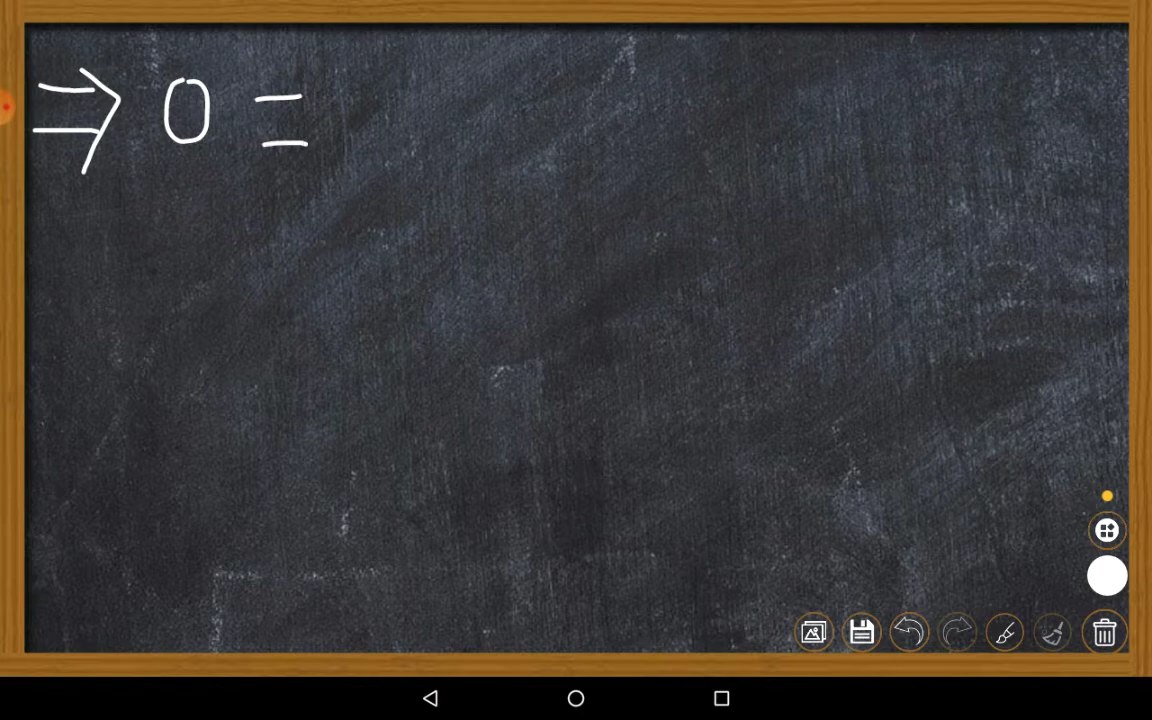 ⇒ 0 =